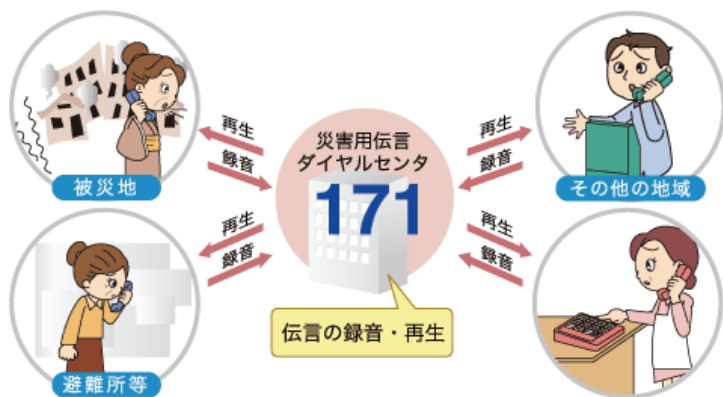 再生
録音
被災地
災害用伝言
ダイヤルセンタ
171
再生
録音
その他の地域
再生
録音
避難所等
伝言の録音・再生
再生
録音